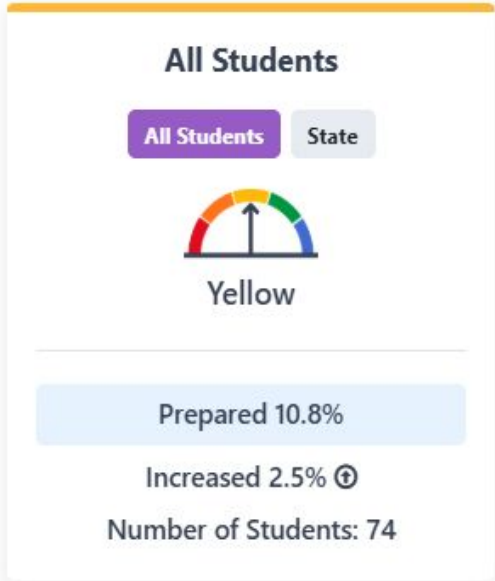 All Students
All Students State
Yellow
Prepared 10.8%
Increased 2.5%
Number of Students: 74